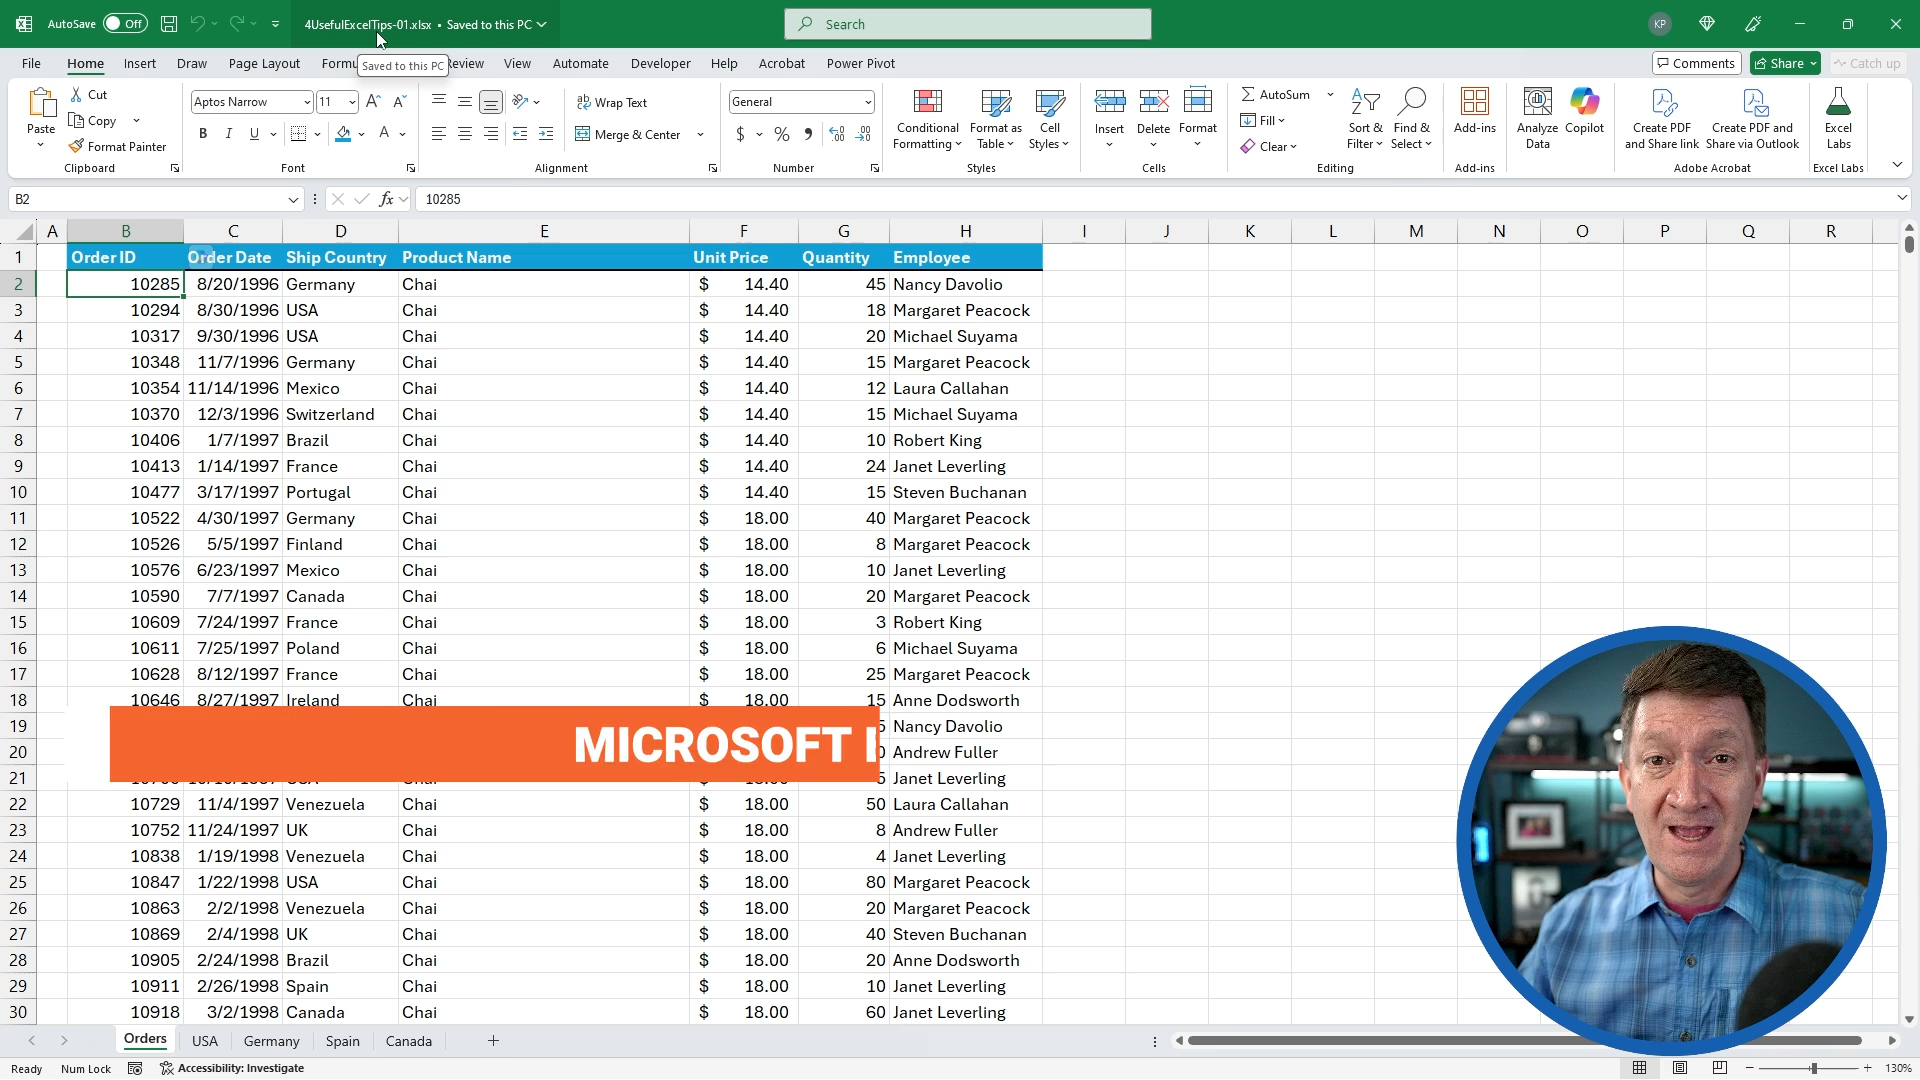 AutoSave Off 4UsefulExcelTips-01.xlsx • Saved to this PC Search KP
File Home Insert Draw Page Layout Formu Review View Automate Developer Help Acrobat Power Pivot Comments Share Catch up
Saved to this PC
Paste Cut Copy Format Painter Clipboard
Aptos Narrow 11 B I U A Font
Wrap Text Merge & Center Alignment
General $ % Number
Conditional Formatting Format as Table Cell Styles Styles
Insert Delete Format Cells
AutoSum Fill Clear Sort & Filter Find & Select Editing
Add-ins Add-ins
Analyze Data Copilot
Create PDF and Share link Create PDF and Share via Outlook Adobe Acrobat
Excel Labs Excel Labs
B2 fx 10285
A B C D E F G H I J K L M N O P Q R
1 Order ID Order Date Ship Country Product Name Unit Price Quantity Employee
2 10285 8/20/1996 Germany Chai $ 14.40 45 Nancy Davolio
3 10294 8/30/1996 USA Chai $ 14.40 18 Margaret Peacock
4 10317 9/30/1996 USA Chai $ 14.40 20 Michael Suyama
5 10348 11/7/1996 Germany Chai $ 14.40 15 Margaret Peacock
6 10354 11/14/1996 Mexico Chai $ 14.40 12 Laura Callahan
7 10370 12/3/1996 Switzerland Chai $ 14.40 15 Michael Suyama
8 10406 1/7/1997 Brazil Chai $ 14.40 10 Robert King
9 10413 1/14/1997 France Chai $ 14.40 24 Janet Leverling
10 10477 3/17/1997 Portugal Chai $ 14.40 15 Steven Buchanan
11 10522 4/30/1997 Germany Chai $ 18.00 40 Margaret Peacock
12 10526 5/5/1997 Finland Chai $ 18.00 8 Margaret Peacock
13 10576 6/23/1997 Mexico Chai $ 18.00 10 Janet Leverling
14 10590 7/7/1997 Canada Chai $ 18.00 20 Margaret Peacock
15 10609 7/24/1997 France Chai $ 18.00 3 Robert King
16 10611 7/25/1997 Poland Chai $ 18.00 6 Michael Suyama
17 10628 8/12/1997 France Chai $ 18.00 25 Margaret Peacock
18 10646 8/27/1997 Ireland Chai $ 18.00 15 Anne Dodsworth
19 Nancy Davolio
MICROSOFT
20 Andrew Fuller
21 Janet Leverling
22 10729 11/4/1997 Venezuela Chai $ 18.00 50 Laura Callahan
23 10752 11/24/1997 UK Chai $ 18.00 8 Andrew Fuller
24 10838 1/19/1998 Venezuela Chai $ 18.00 4 Janet Leverling
25 10847 1/22/1998 USA Chai $ 18.00 80 Margaret Peacock
26 10863 2/2/1998 Venezuela Chai $ 18.00 20 Margaret Peacock
27 10869 2/4/1998 UK Chai $ 18.00 40 Steven Buchanan
28 10905 2/24/1998 Brazil Chai $ 18.00 20 Anne Dodsworth
29 10911 2/26/1998 Spain Chai $ 18.00 10 Janet Leverling
30 10918 3/2/1998 Canada Chai $ 18.00 60 Janet Leverling
Orders USA Germany Spain Canada
Ready Num Lock Accessibility: Investigate 130%